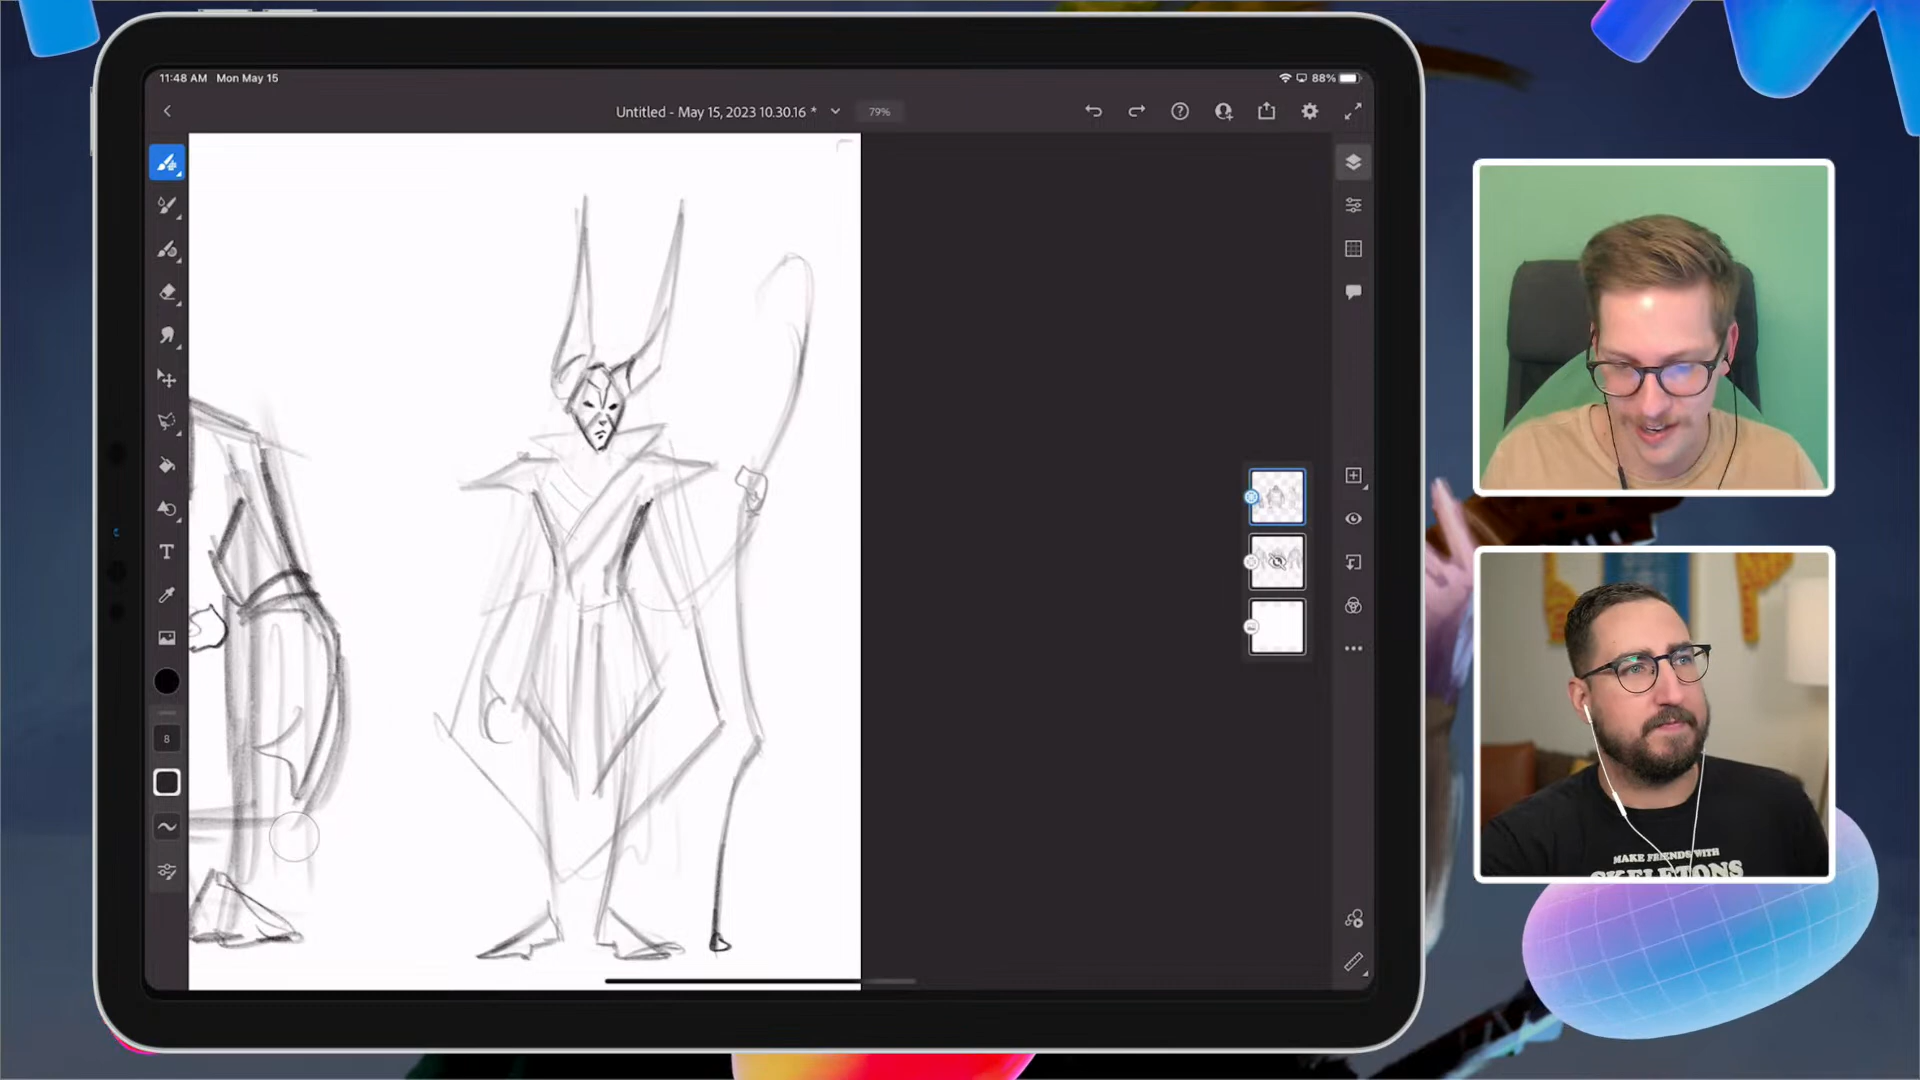 11:48 AM Mon May 15
88%
Untitled - May 15, 2023 10.30.16 *
79%
T
8
MAKE FRIENDS WITH
SKELETONS